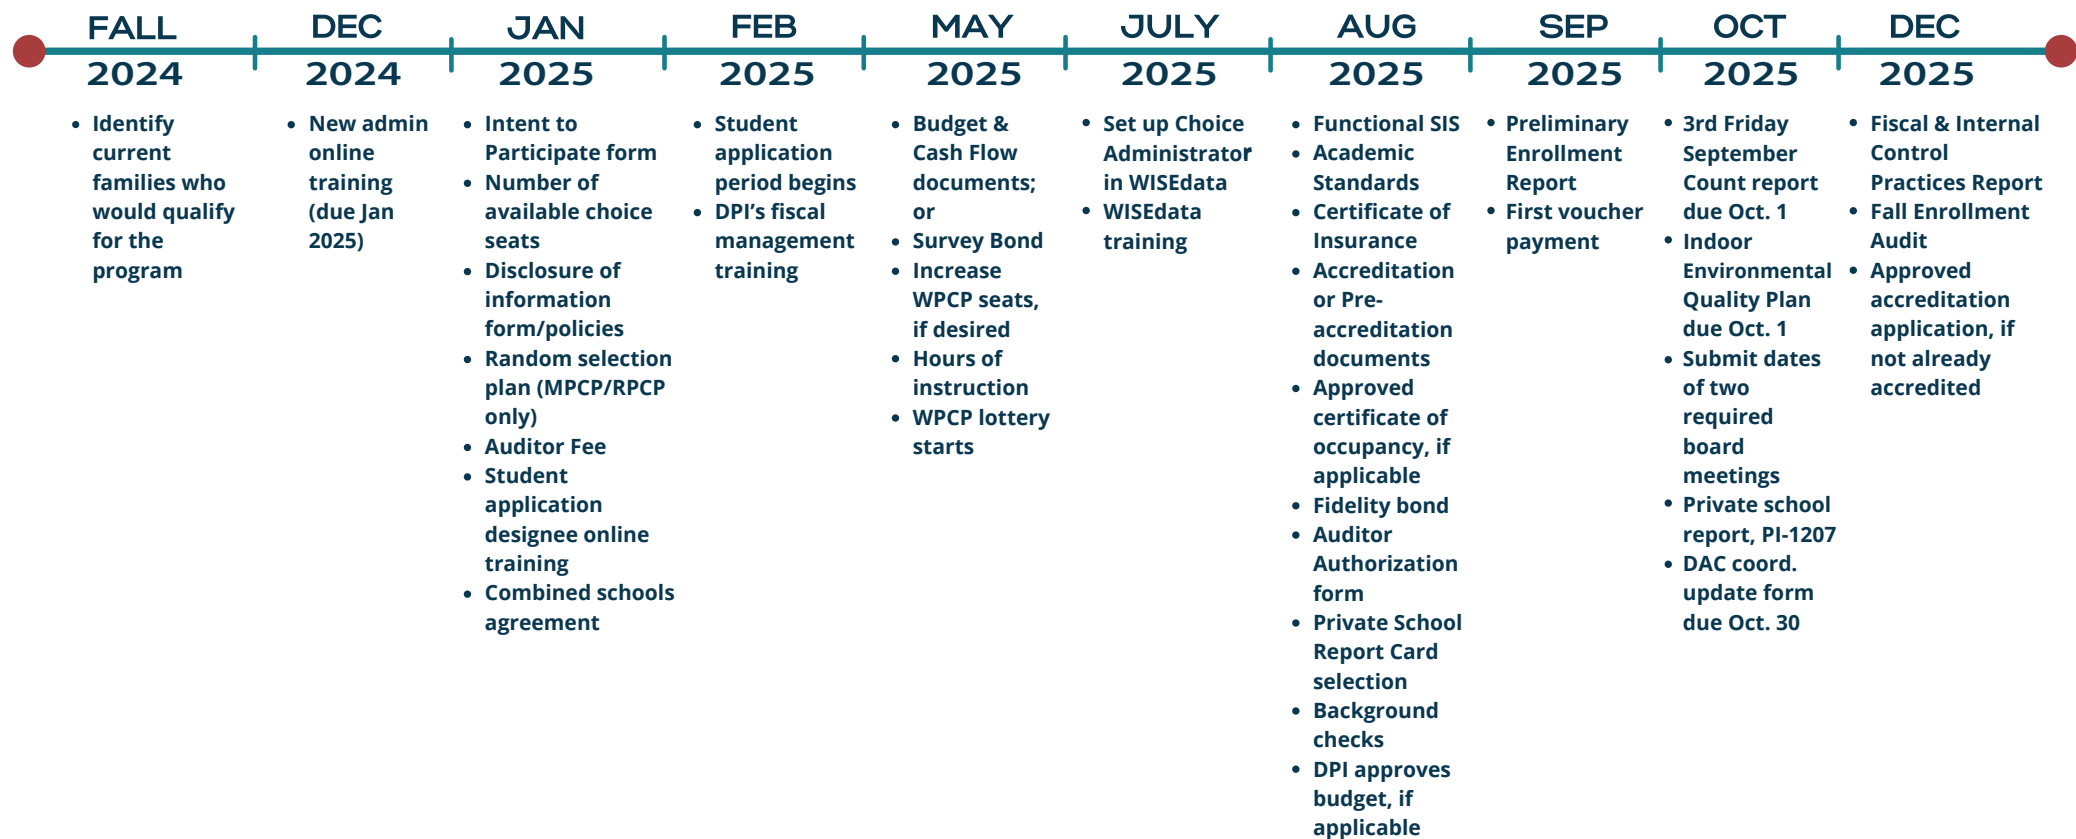 FALL
2024
Identify
current
families who
would qualify
for the
program
DEC
2024
New admin
online
training
(due Jan
2025)
JAN
2025
Intent to
Participate form
Number of
available choice
seats
Disclosure of
information
form/policies
Random selection
plan (MPCP/RPCP
only)
Auditor Fee
Student
application
designee online
training
Combined schools
agreement
FEB
2025
Student
application
period begins
DPI’s fiscal
management
training
MAY
2025
Budget &
Cash Flow
documents;
or
Survey Bond
Increase
WPCP seats,
if desired
Hours of
instruction
WPCP lottery
starts
JULY
2025
Set up Choice
Administrator
in WISEdata
WISEdata
training
AUG
2025
Functional SIS
Academic
Standards
Certificate of
Insurance
Accreditation
or Pre-
accreditation
documents
Approved
certificate of
occupancy, if
applicable
Fidelity bond
Auditor
Authorization
form
Private School
Report Card
selection
Background
checks
DPI approves
budget, if
applicable
SEP
2025
Preliminary
Enrollment
Report
First voucher
payment
OCT
2025
3rd Friday
September
Count report
due Oct. 1
Indoor
Environmental
Quality Plan
due Oct. 1
Submit dates
of two
required
board
meetings
Private school
report, PI-1207
DAC coord.
update form
due Oct. 30
DEC
2025
Fiscal & Internal
Control
Practices Report
Fall Enrollment
Audit
Approved
accreditation
application, if
not already
accredited